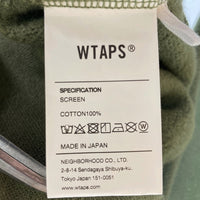 WTAPS®
SPECIFICATION
SCREEN
COTTON100%
MADE IN JAPAN
NEIGHBORHOOD CO., LTD.
2-8-14 Sendagaya Shibuya-ku.
Tokyo Japan 151-0051
www.wtaps.com